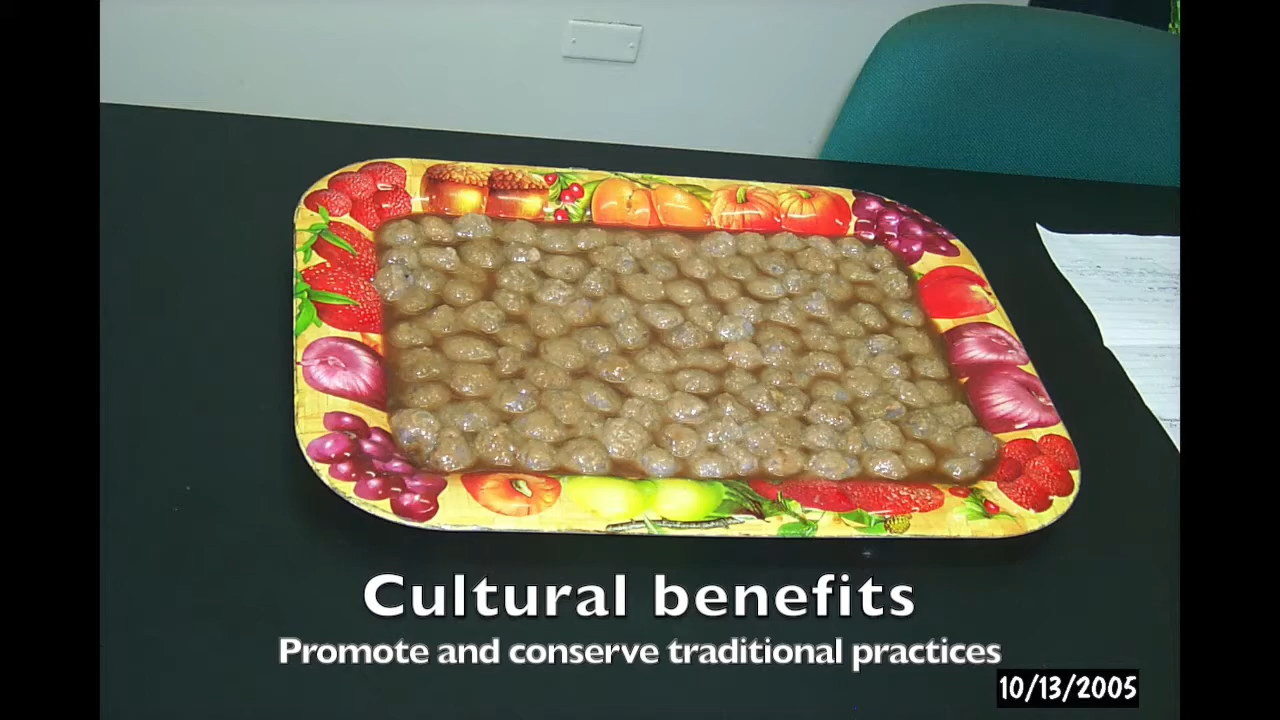 Cultural benefits
Promote and conserve traditional practices
10/13/2005